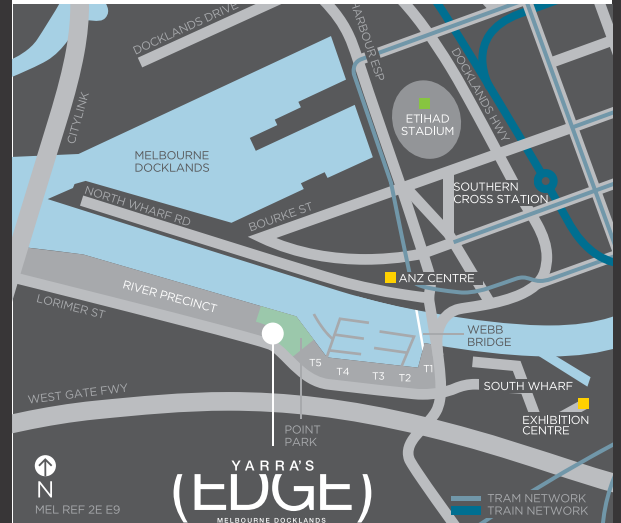 HARBOUR ESP
DOCKLANDS DRIVE
DOCKLANDS HWY
CITYLINK
ETIHAD
STADIUM
MELBOURNE
DOCKLANDS
SOUTHERN
CROSS STATION
NORTH WHARF RD
BOURKE ST
ANZ CENTRE
RIVER PRECINCT
LORIMER ST
WEBB
BRIDGE
T5
T4
T3
T2
T1
SOUTH WHARF
WEST GATE FWY
EXHIBITION
CENTRE
POINT
PARK
N
MEL REF 2E E9
YARRA'S
(EDGE)
MELBOURNE DOCKLANDS
TRAM NETWORK
TRAIN NETWORK